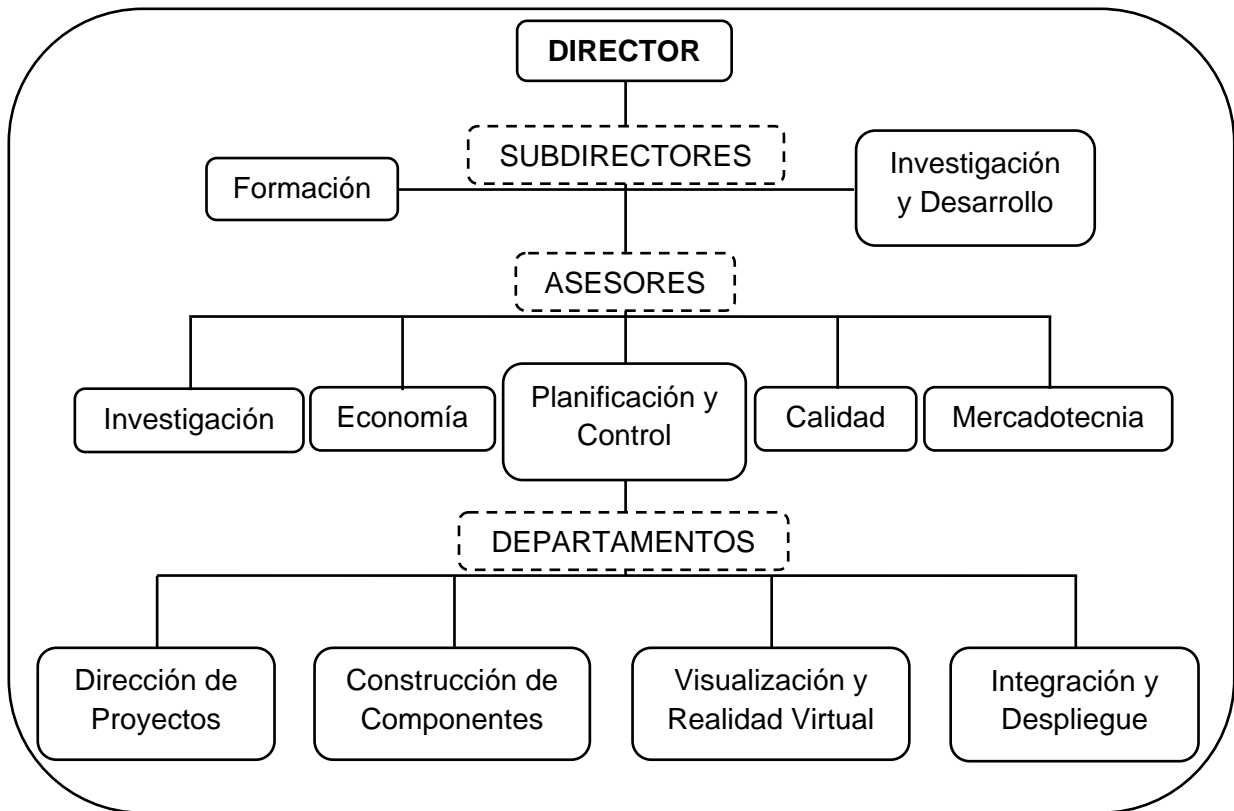 DIRECTOR
SUBDIRECTORES
Formación
Investigación
y Desarrollo
ASESORES
Investigación
Economía
Planificación y
Control
Calidad
Mercadotecnia
DEPARTAMENTOS
Dirección de
Proyectos
Construcción de
Componentes
Visualización y
Realidad Virtual
Integración y
Despliegue